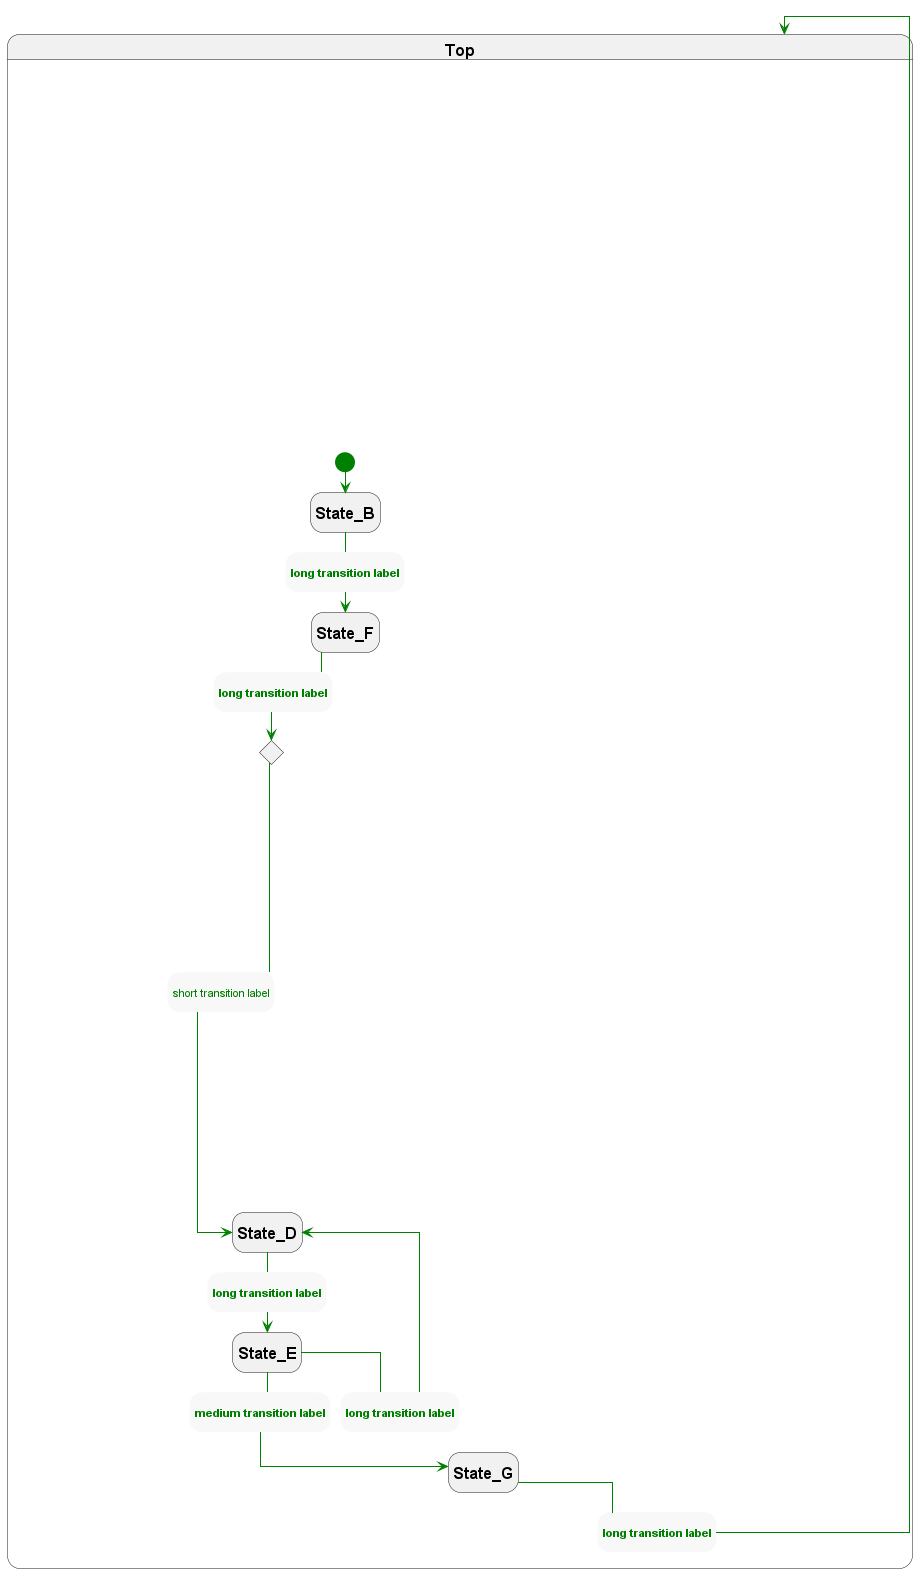 Top
State_B
long transition label
State_F
long transition label
short transition label
State_D
long transition label
State_E
medium transition label
long transition label
State_G
long transition label